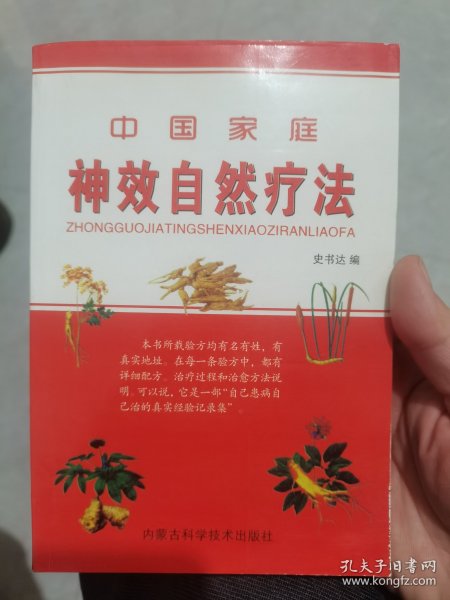 中国家庭
神效自然疗法
ZHONGGUOJIATINGSHENXIAOZIRANLIAOFA
史书达 编
本书所载验方均有名有姓，有
真实地址。在每一条验方中，都有
详细配方、治疗过程和治愈方法说
明。可以说，它是一部“自己患病自
己治的真实经验记录集”。
内蒙古科学技术出版社
孔夫子旧书网
www.kongfz.com